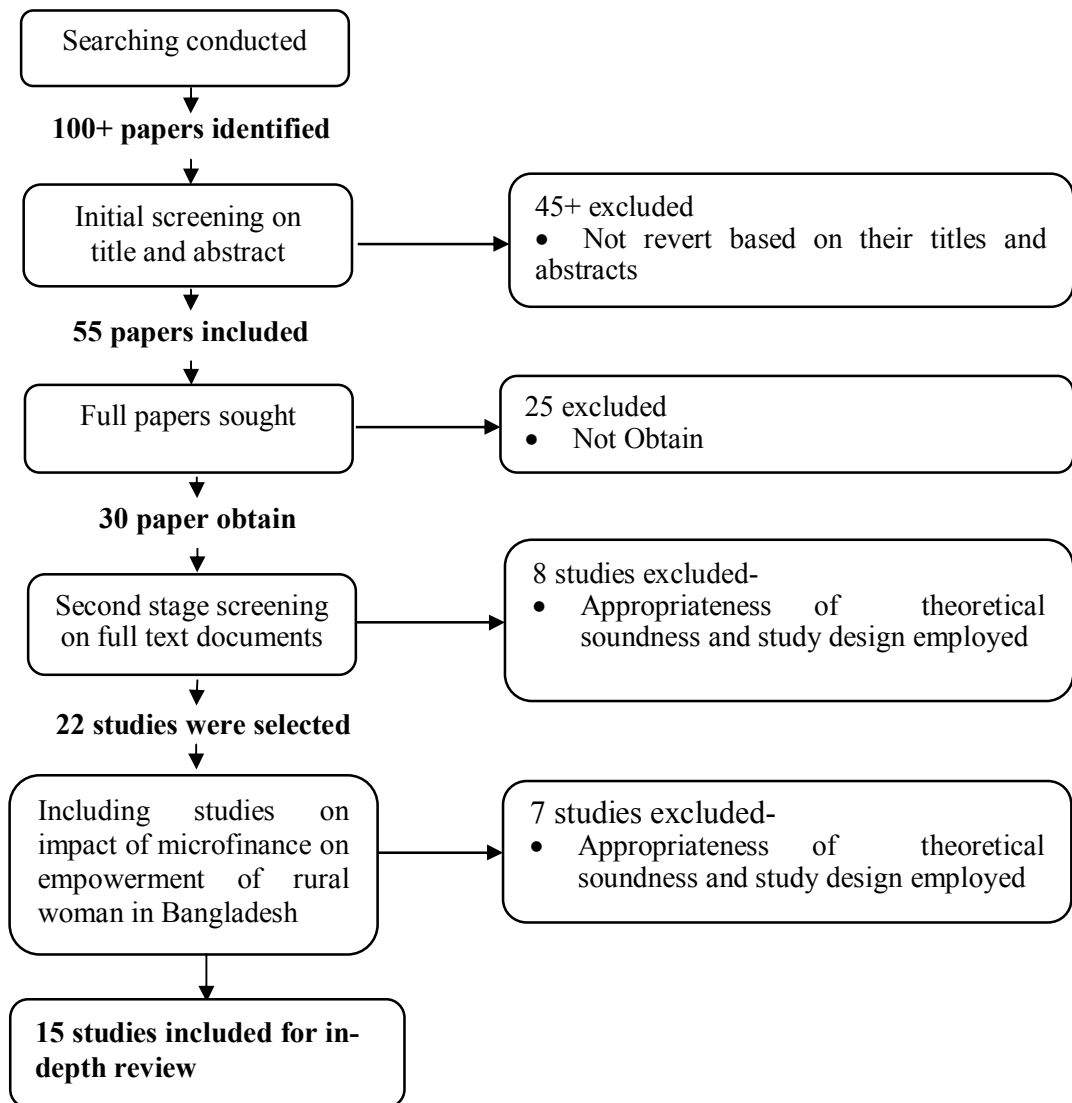 Searching conducted
100+ papers identified
Initial screening on
title and abstract
45+ excluded
• Not revert based on their titles and
abstracts
55 papers included
Full papers sought
25 excluded
• Not Obtain
30 paper obtain
Second stage screening
on full text documents
8 studies excluded-
• Appropriateness of theoretical
soundness and study design employed
22 studies were selected
Including studies on
impact of microfinance on
empowerment of rural
woman in Bangladesh
7 studies excluded-
• Appropriateness of theoretical
soundness and study design employed
15 studies included for in-
depth review